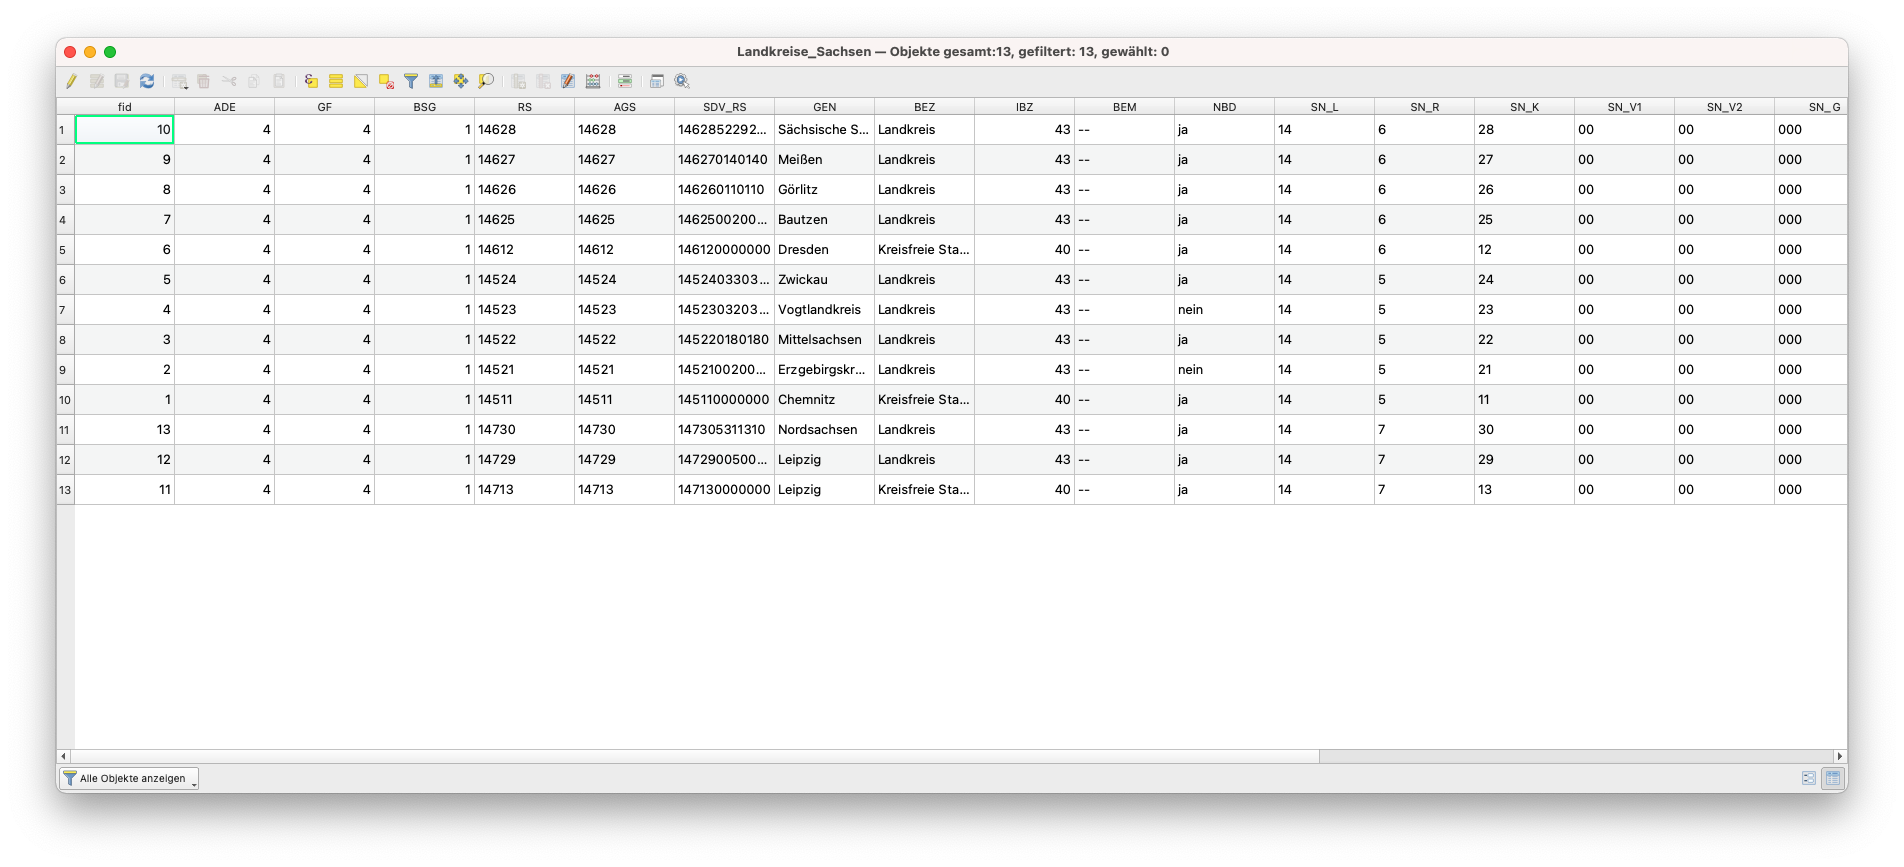 Landkreise_Sachsen — Objekte gesamt:13, gefiltert: 13, gewählt: 0
fid ADE GF BSG RS AGS SDV_RS GEN BEZ IBZ BEM NBD SN_L SN_R SN_K SN_V1 SN_V2 SN_G
1 10 4 4 1 14628 14628 1462852292... Sächsische S... Landkreis 43 -- ja 14 6 28 00 00 000
2 9 4 4 1 14627 14627 146270140140 Meißen Landkreis 43 -- ja 14 6 27 00 00 000
3 8 4 4 1 14626 14626 146260110110 Görlitz Landkreis 43 -- ja 14 6 26 00 00 000
4 7 4 4 1 14625 14625 1462500200... Bautzen Landkreis 43 -- ja 14 6 25 00 00 000
5 6 4 4 1 14612 14612 146120000000 Dresden Kreisfreie Sta... 40 -- ja 14 6 12 00 00 000
6 5 4 4 1 14524 14524 1452403303... Zwickau Landkreis 43 -- ja 14 5 24 00 00 000
7 4 4 4 1 14523 14523 1452303203... Vogtlandkreis Landkreis 43 -- nein 14 5 23 00 00 000
8 3 4 4 1 14522 14522 145220180180 Mittelsachsen Landkreis 43 -- ja 14 5 22 00 00 000
9 2 4 4 1 14521 14521 1452100200... Erzgebirgskr... Landkreis 43 -- nein 14 5 21 00 00 000
10 1 4 4 1 14511 14511 145110000000 Chemnitz Kreisfreie Sta... 40 -- ja 14 5 11 00 00 000
11 13 4 4 1 14730 14730 147305311310 Nordsachsen Landkreis 43 -- ja 14 7 30 00 00 000
12 12 4 4 1 14729 14729 1472900500... Leipzig Landkreis 43 -- ja 14 7 29 00 00 000
13 11 4 4 1 14713 14713 147130000000 Leipzig Kreisfreie Sta... 40 -- ja 14 7 13 00 00 000
Alle Objekte anzeigen